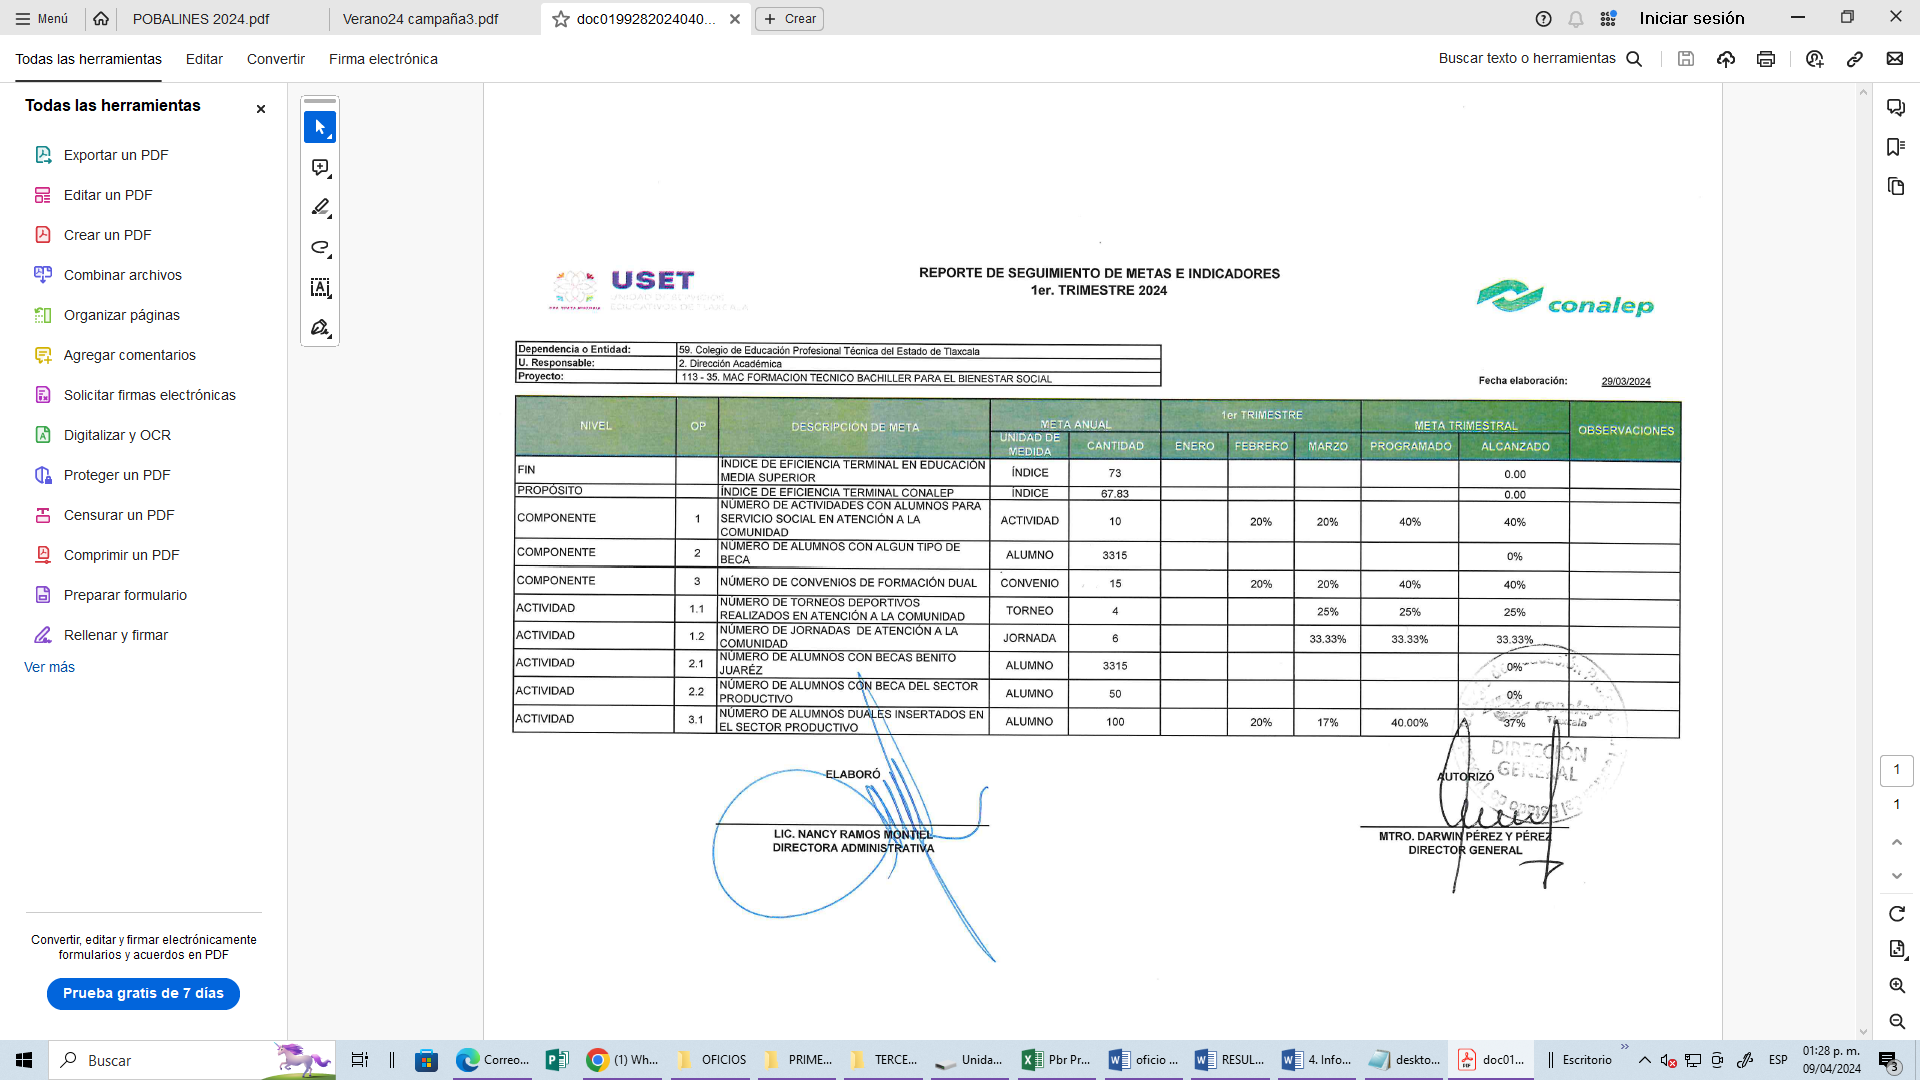 Menú
POBALINES 2024.pdf
Verano24 campaña3.pdf
doc0199282024040...
Crear
Iniciar sesión
Todas las herramientas
Editar
Convertir
Firma electrónica
Buscar texto o herramientas
Todas las herramientas
Exportar un PDF
Editar un PDF
Crear un PDF
Combinar archivos
Organizar páginas
Agregar comentarios
Solicitar firmas electrónicas
Digitalizar y OCR
Proteger un PDF
Censurar un PDF
Comprimir un PDF
Preparar formulario
Rellenar y firmar
Ver más
Convertir, editar y firmar electrónicamente
formularios y acuerdos en PDF
Prueba gratis de 7 días
USET
UNIDAD DE SERVICIOS
EDUCATIVOS DE TLAXCALA
REPORTE DE SEGUIMIENTO DE METAS E INDICADORES
1er. TRIMESTRE 2024
conalep
Dependencia o Entidad: 59. Colegio de Educación Profesional Técnica del Estado de Tlaxcala
U. Responsable: 2. Dirección Académica
Proyecto: 113 - 35. MAC FORMACION TECNICO BACHILLER PARA EL BIENESTAR SOCIAL
Fecha elaboración: 29/03/2024
NIVEL OP DESCRIPCIÓN DE META META ANUAL 1er TRIMESTRE META TRIMESTRAL OBSERVACIONES
UNIDAD DE MEDIDA CANTIDAD ENERO FEBRERO MARZO PROGRAMADO ALCANZADO
FIN ÍNDICE DE EFICIENCIA TERMINAL EN EDUCACIÓN MEDIA SUPERIOR ÍNDICE 73 0.00
PROPÓSITO ÍNDICE DE EFICIENCIA TERMINAL CONALEP ÍNDICE 67.83 0.00
COMPONENTE 1 NÚMERO DE ACTIVIDADES CON ALUMNOS PARA SERVICIO SOCIAL EN ATENCIÓN A LA COMUNIDAD ACTIVIDAD 10 20% 20% 40% 40%
COMPONENTE 2 NÚMERO DE ALUMNOS CON ALGUN TIPO DE BECA ALUMNO 3315 0%
COMPONENTE 3 NÚMERO DE CONVENIOS DE FORMACIÓN DUAL CONVENIO 15 20% 20% 40% 40%
ACTIVIDAD 1.1 NÚMERO DE TORNEOS DEPORTIVOS REALIZADOS EN ATENCIÓN A LA COMUNIDAD TORNEO 4 25% 25% 25%
ACTIVIDAD 1.2 NÚMERO DE JORNADAS DE ATENCIÓN A LA COMUNIDAD JORNADA 6 33.33% 33.33% 33.33%
ACTIVIDAD 2.1 NÚMERO DE ALUMNOS CON BECAS BENITO JUARÉZ ALUMNO 3315 0%
ACTIVIDAD 2.2 NÚMERO DE ALUMNOS CON BECA DEL SECTOR PRODUCTIVO ALUMNO 50 0%
ACTIVIDAD 3.1 NÚMERO DE ALUMNOS DUALES INSERTADOS EN EL SECTOR PRODUCTIVO ALUMNO 100 20% 17% 40.00% 37%
conalep
Tlaxcala
DIRECCIÓN
GENERAL
ELABORÓ
LIC. NANCY RAMOS MONTIEL
DIRECTORA ADMINISTRATIVA
AUTORIZÓ
MTRO. DARWIN PÉREZ Y PÉREZ
DIRECTOR GENERAL
1
1
Buscar
Correo...
(1) Wh...
OFICIOS
PRIME...
TERCE...
Unida...
Pbr Pr...
oficio ...
RESUL...
4. Info...
deskto...
doc01...
Escritorio
ESP
01:28 p. m.
09/04/2024
3